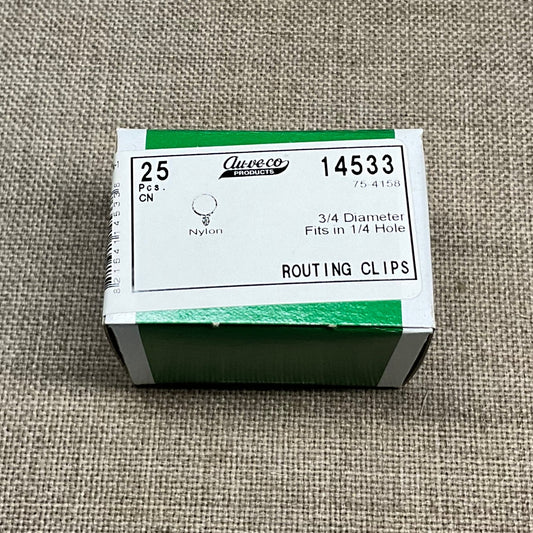 25
Pcs.
CN
Au-ve-co
PRODUCTS
14533
75-4158
Nylon
3/4 Diameter
Fits in 1/4 Hole
ROUTING CLIPS